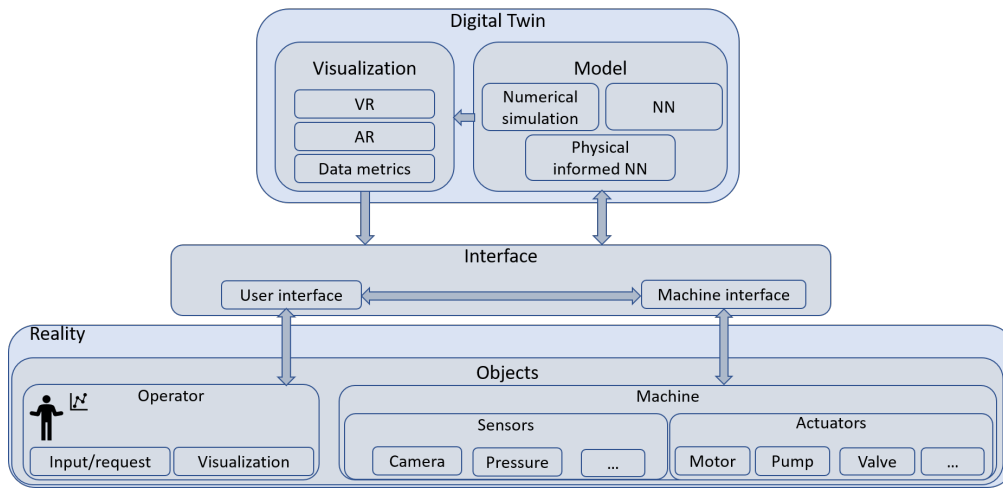 Digital Twin
Visualization
VR
AR
Data metrics
Model
Numerical
simulation
NN
Physical
informed NN
Interface
User interface
Machine interface
Reality
Objects
Operator
Input/request
Visualization
Machine
Sensors
Camera
Pressure
...
Actuators
Motor
Pump
Valve
...